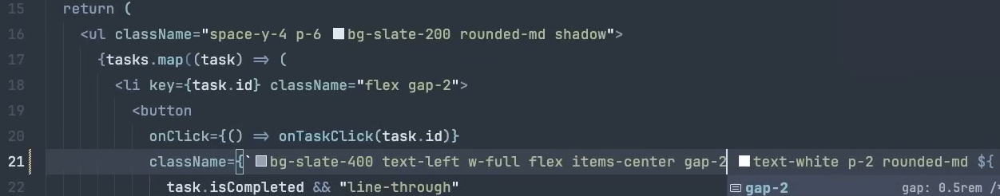 15 return (
16 <ul className="space-y-4 p-6 bg-slate-200 rounded-md shadow">
17 {tasks.map((task) => (
18 <li key={task.id} className="flex gap-2">
19 <button
20 onClick={() => onTaskClick(task.id)}
21 className={`bg-slate-400 text-left w-full flex items-center gap-2 text-white p-2 rounded-md ${
22 task.isCompleted && "line-through"
gap-2 gap: 0.5rem /*